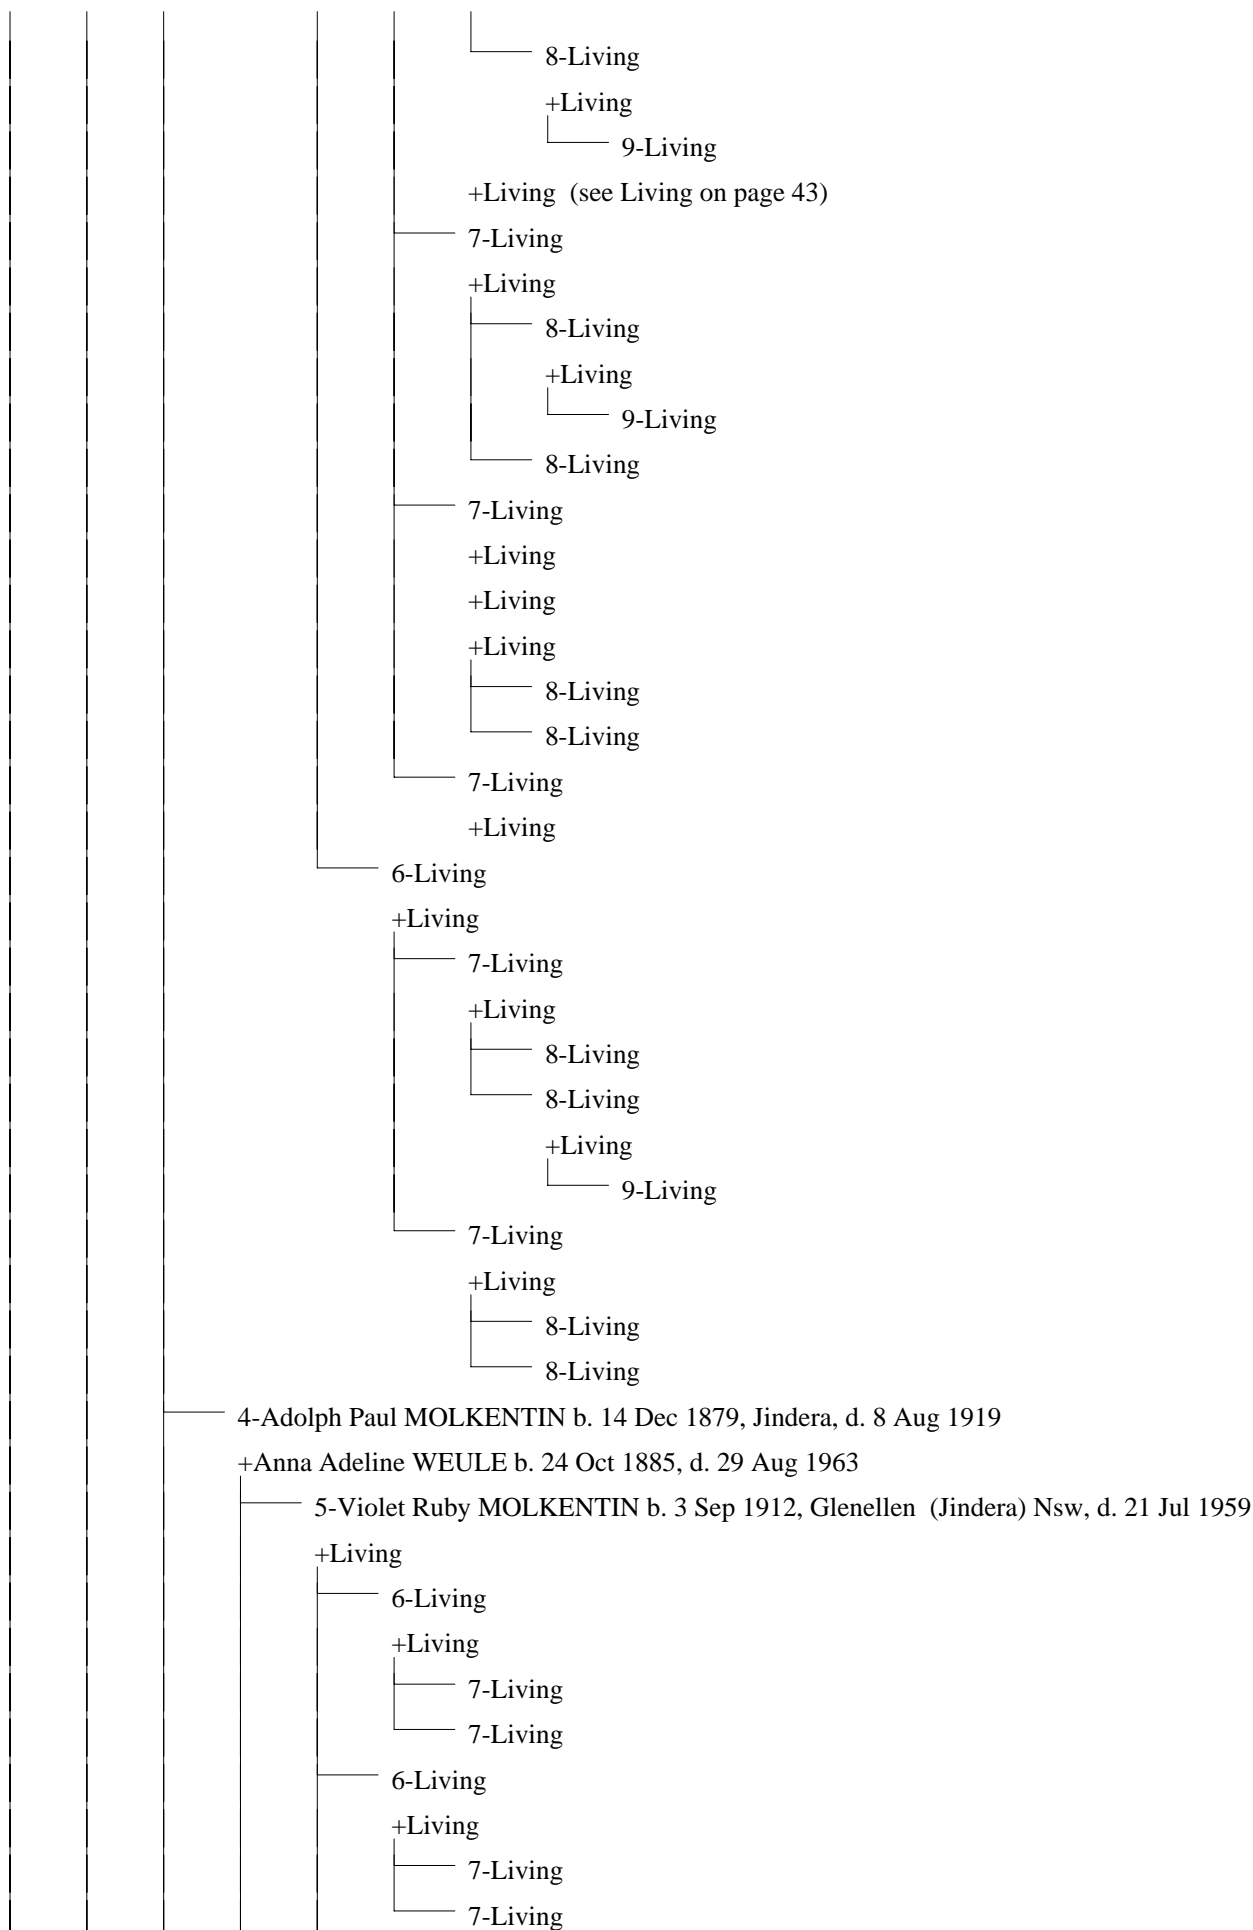 8-Living
+Living
9-Living
+Living (see Living on page 43)
7-Living
+Living
8-Living
+Living
9-Living
8-Living
7-Living
+Living
+Living
+Living
8-Living
8-Living
7-Living
+Living
6-Living
+Living
7-Living
+Living
8-Living
8-Living
+Living
9-Living
7-Living
+Living
8-Living
8-Living
4-Adolph Paul MOLKENTIN b. 14 Dec 1879, Jindera, d. 8 Aug 1919
+Anna Adeline WEULE b. 24 Oct 1885, d. 29 Aug 1963
5-Violet Ruby MOLKENTIN b. 3 Sep 1912, Glenellen (Jindera) Nsw, d. 21 Jul 1959
+Living
6-Living
+Living
7-Living
7-Living
6-Living
+Living
7-Living
7-Living